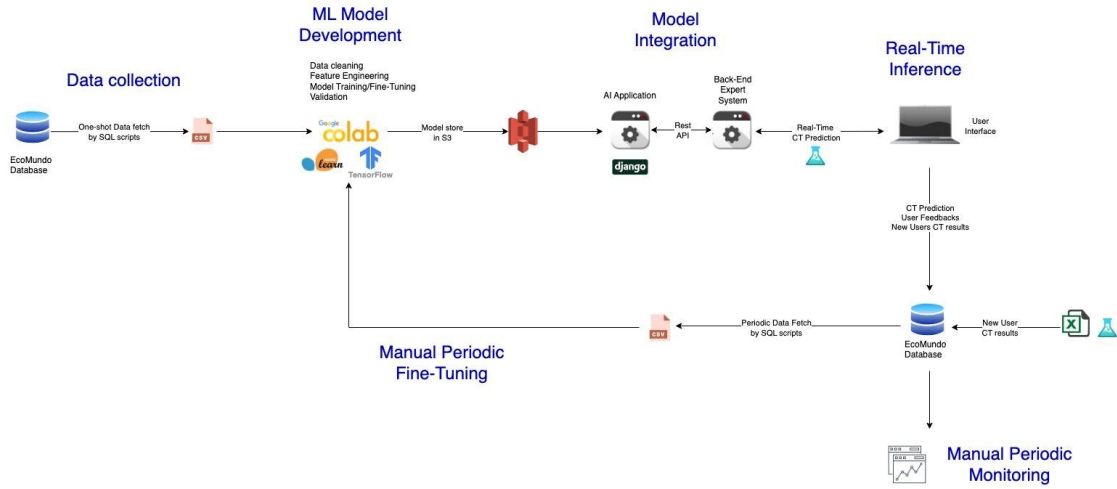 ML Model
Development
Model
Integration
Real-Time
Inference
Data collection
Data cleaning
Feature Engineering
Model Training/Fine-Tuning
Validation
One-shot Data fetch
by SQL scripts
CSV
EcoMundo
Database
Google
colab
learn
TensorFlow
Model store
in S3
AI Application
django
Rest
API
Back-End
Expert
System
Real-Time
CT Prediction
User
Interface
CT Prediction
User Feedbacks
New Users CT results
New User
CT results
EcoMundo
Database
Periodic Data Fetch
by SQL scripts
CSV
Manual Periodic
Fine-Tuning
Manual Periodic
Monitoring